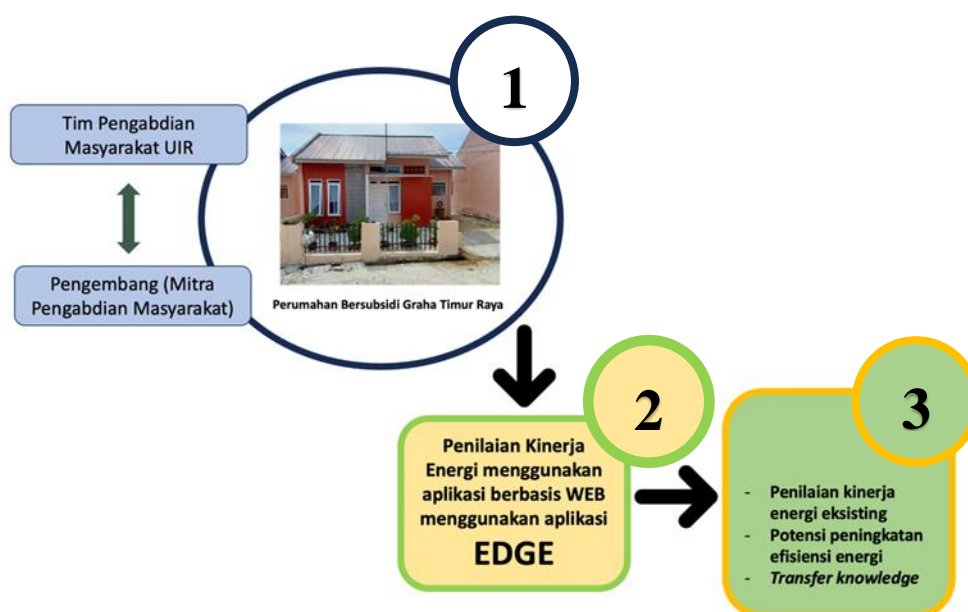 1
Tim Pengabdian
Masyarakat UIR
Pengembang (Mitra
Pengabdian Masyarakat)
Perumahan Bersubsidi Graha Timur Raya
2
Penilaian Kinerja
Energi menggunakan
aplikasi berbasis WEB
menggunakan aplikasi
EDGE
3
- Penilaian kinerja
energi eksisting
- Potensi peningkatan
efisiensi energi
- Transfer knowledge